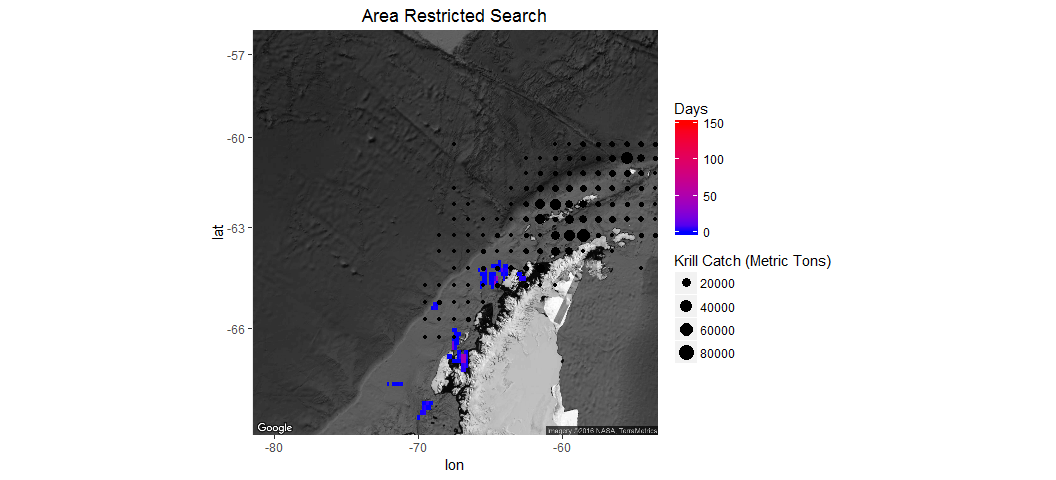 Area Restricted Search
-57
-60
-63
-66
lat
-80
-70
-60
lon
Google
Imagery ©2016 NASA, TerraMetrics
Days
150
100
50
0
Krill Catch (Metric Tons)
20000
40000
60000
80000